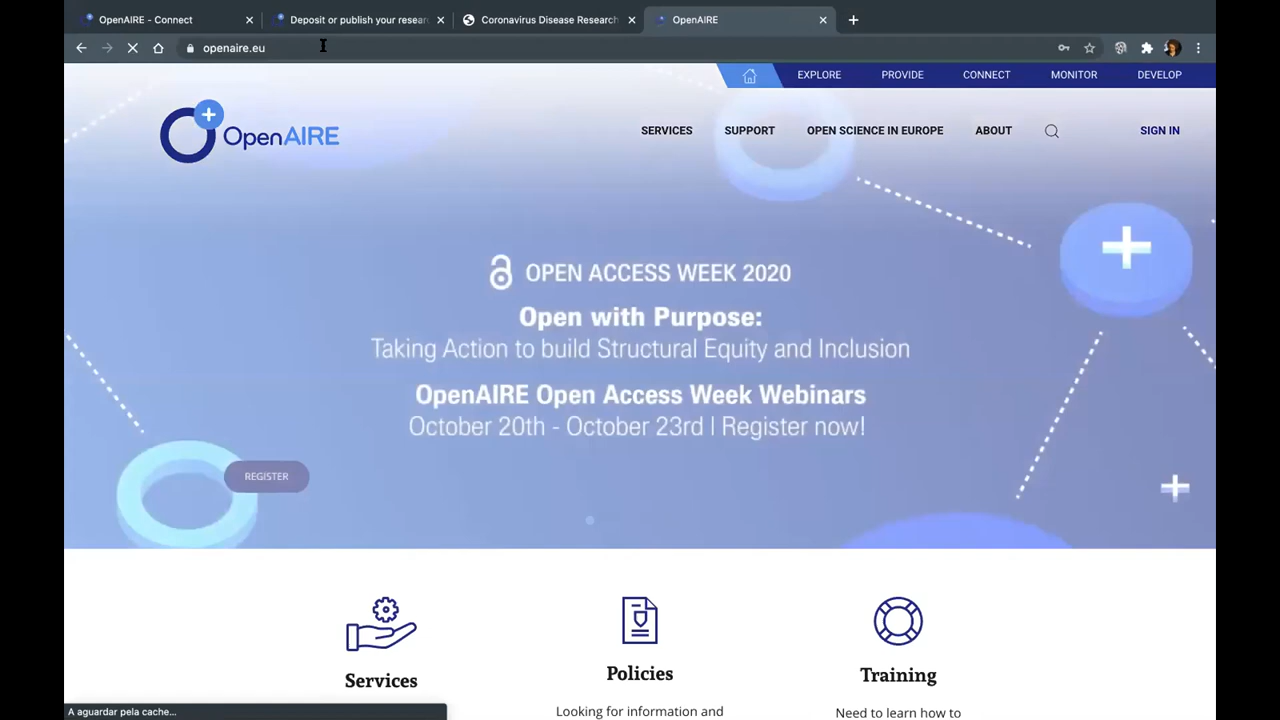 OpenAIRE - Connect
Deposit or publish your resear
Coronavirus Disease Research
OpenAIRE
openaire.eu
EXPLORE PROVIDE CONNECT MONITOR DEVELOP
OpenAIRE
SERVICES SUPPORT OPEN SCIENCE IN EUROPE ABOUT SIGN IN
OPEN ACCESS WEEK 2020
Open with Purpose:
Taking Action to build Structural Equity and Inclusion
OpenAIRE Open Access Week Webinars
October 20th - October 23rd | Register now!
REGISTER
Services
Policies
Training
Looking for information and
Need to learn how to
A aguardar pela cache...